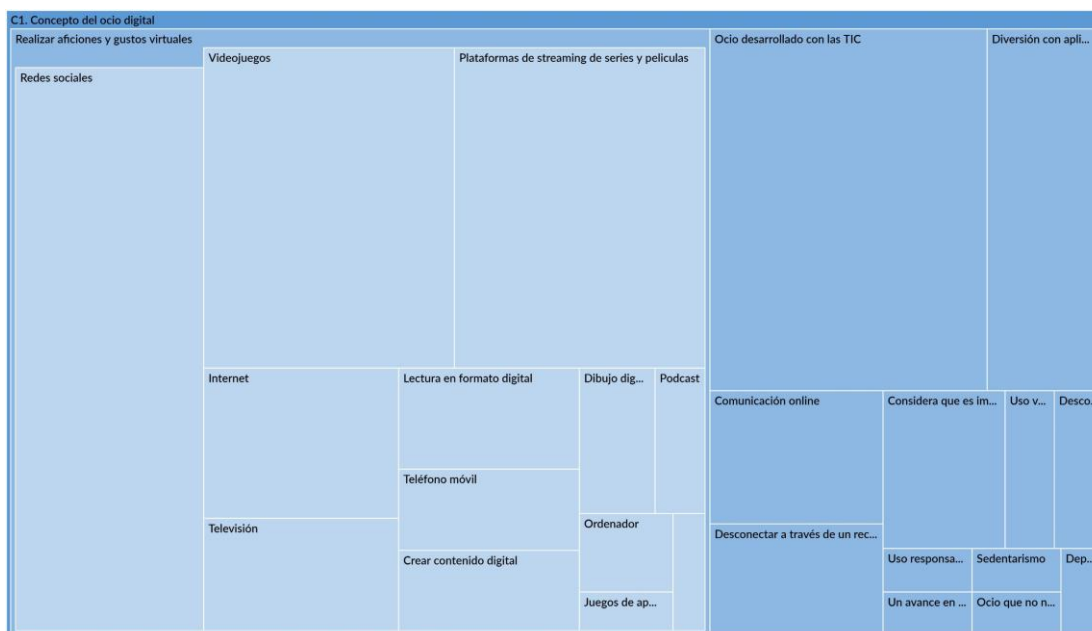 C1. Concepto del ocio digital
Realizar aficiones y gustos virtuales
Redes sociales
Videojuegos
Plataformas de streaming de series y peliculas
Internet
Televisión
Lectura en formato digital
Teléfono móvil
Crear contenido digital
Dibujo dig...
Podcast
Ordenador
Juegos de ap...
Ocio desarrollado con las TIC
Diversión con apli...
Comunicación online
Desconectar a través de un rec...
Considera que es im...
Uso v...
Desco...
Uso responsa...
Sedentarismo
Dep...
Un avance en ...
Ocio que no n...